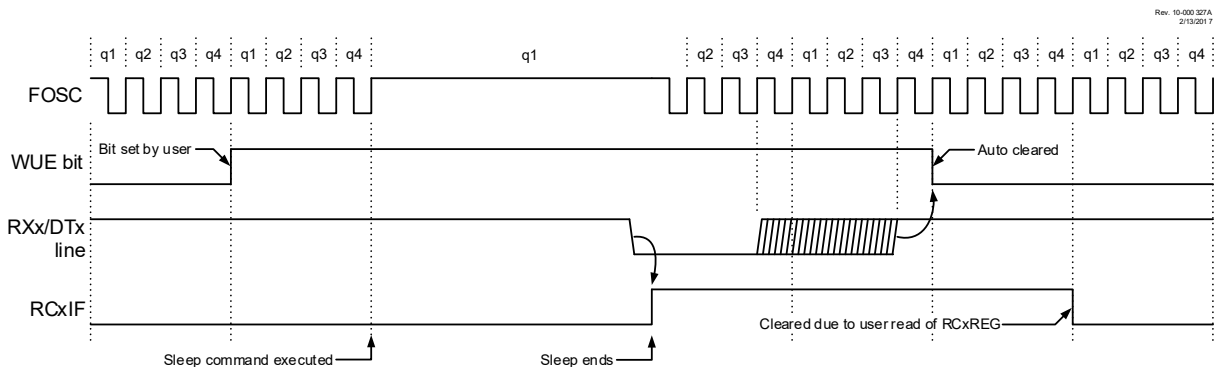 Rev. 10-000 327A
2/13/2017
q1 q2 q3 q4 q1 q2 q3 q4 q1 q2 q3 q4 q1 q2 q3 q4 q1 q2 q3 q4 q1 q2 q3 q4
FOSC
Bit set by user
WUE bit
Auto cleared
RXx/DTx
line
RCxIF
Cleared due to user read of RCxREG
Sleep command executed
Sleep ends